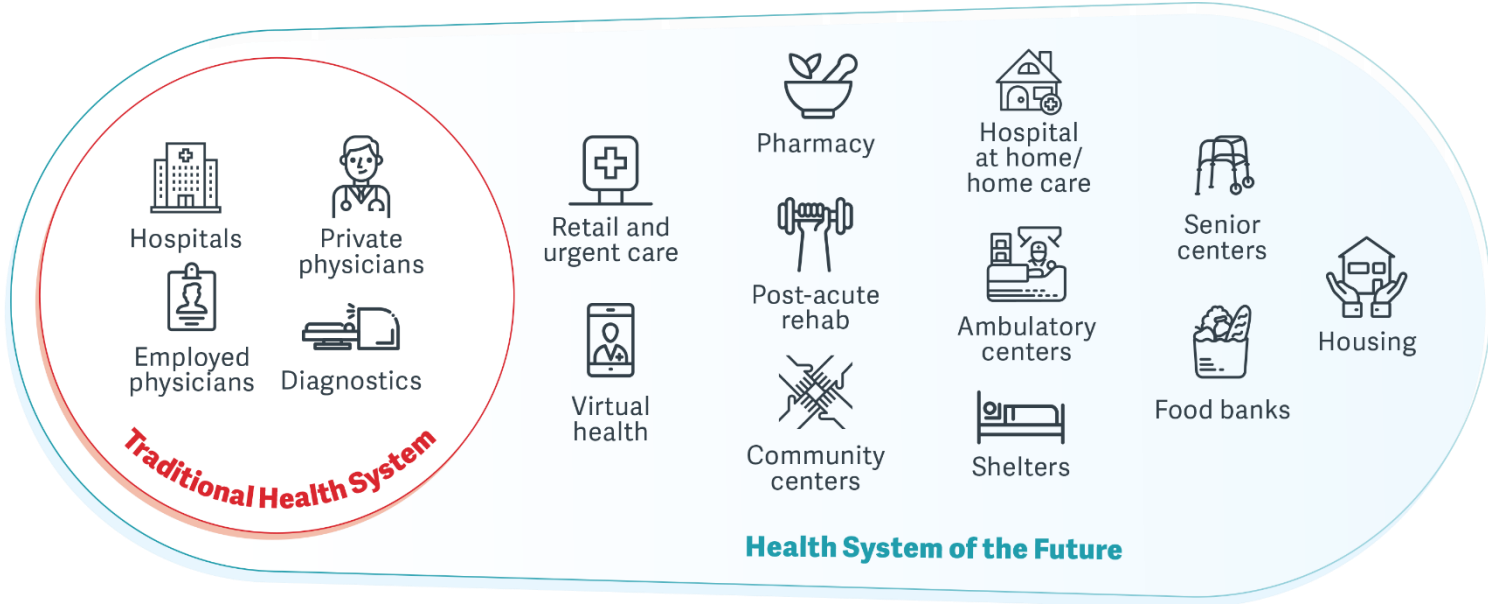 Hospitals
Private
physicians
Employed
physicians
Diagnostics
Traditional Health System
Retail and
urgent care
Virtual
health
Pharmacy
Post-acute
rehab
Community
centers
Hospital
at home/
home care
Ambulatory
centers
Shelters
Senior
centers
Food banks
Housing
Health System of the Future